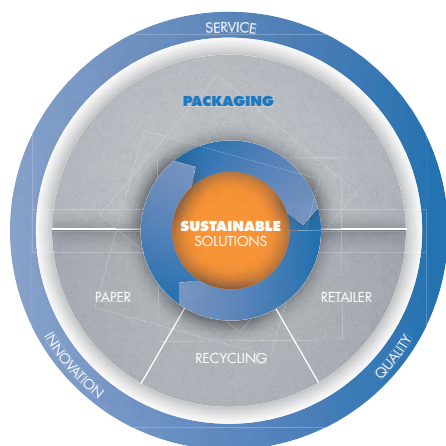 SERVICE
PACKAGING
SUSTAINABLE
SOLUTIONS
PAPER
RETAILER
RECYCLING
INNOVATION
QUALITY